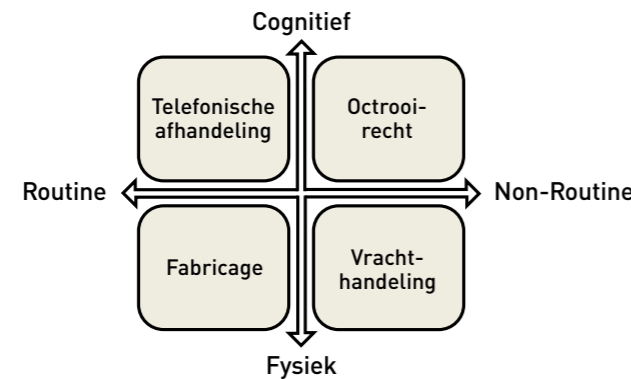 Cognitief
Telefonische
afhandeling
Octrooi-
recht
Routine
Non-Routine
Fabricage
Vracht-
handeling
Fysiek